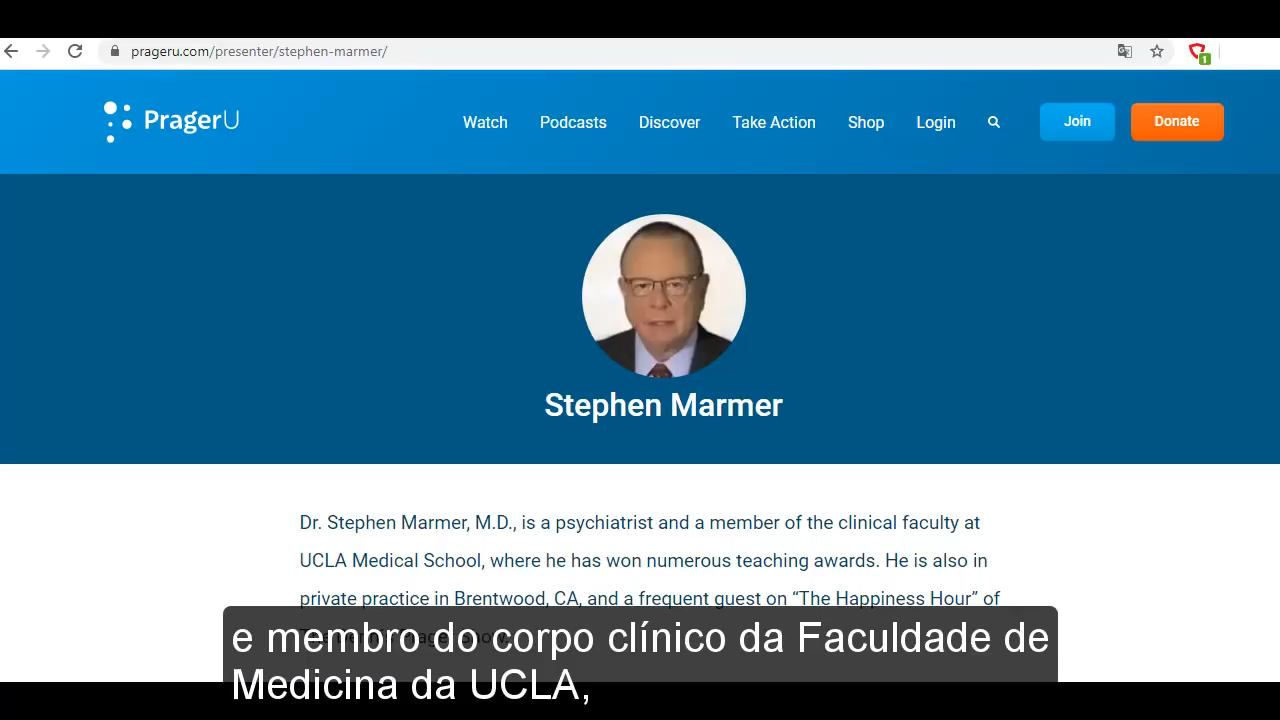 prageru.com/presenter/stephen-marmer/
1
PragerU
Watch
Podcasts
Discover
Take Action
Shop
Login
Join
Donate
Stephen Marmer
Dr. Stephen Marmer, M.D., is a psychiatrist and a member of the clinical faculty at
UCLA Medical School, where he has won numerous teaching awards. He is also in
private practice in Brentwood, CA, and a frequent guest on “The Happiness Hour” of
e membro do corpo clínico da Faculdade de
Medicina da UCLA,